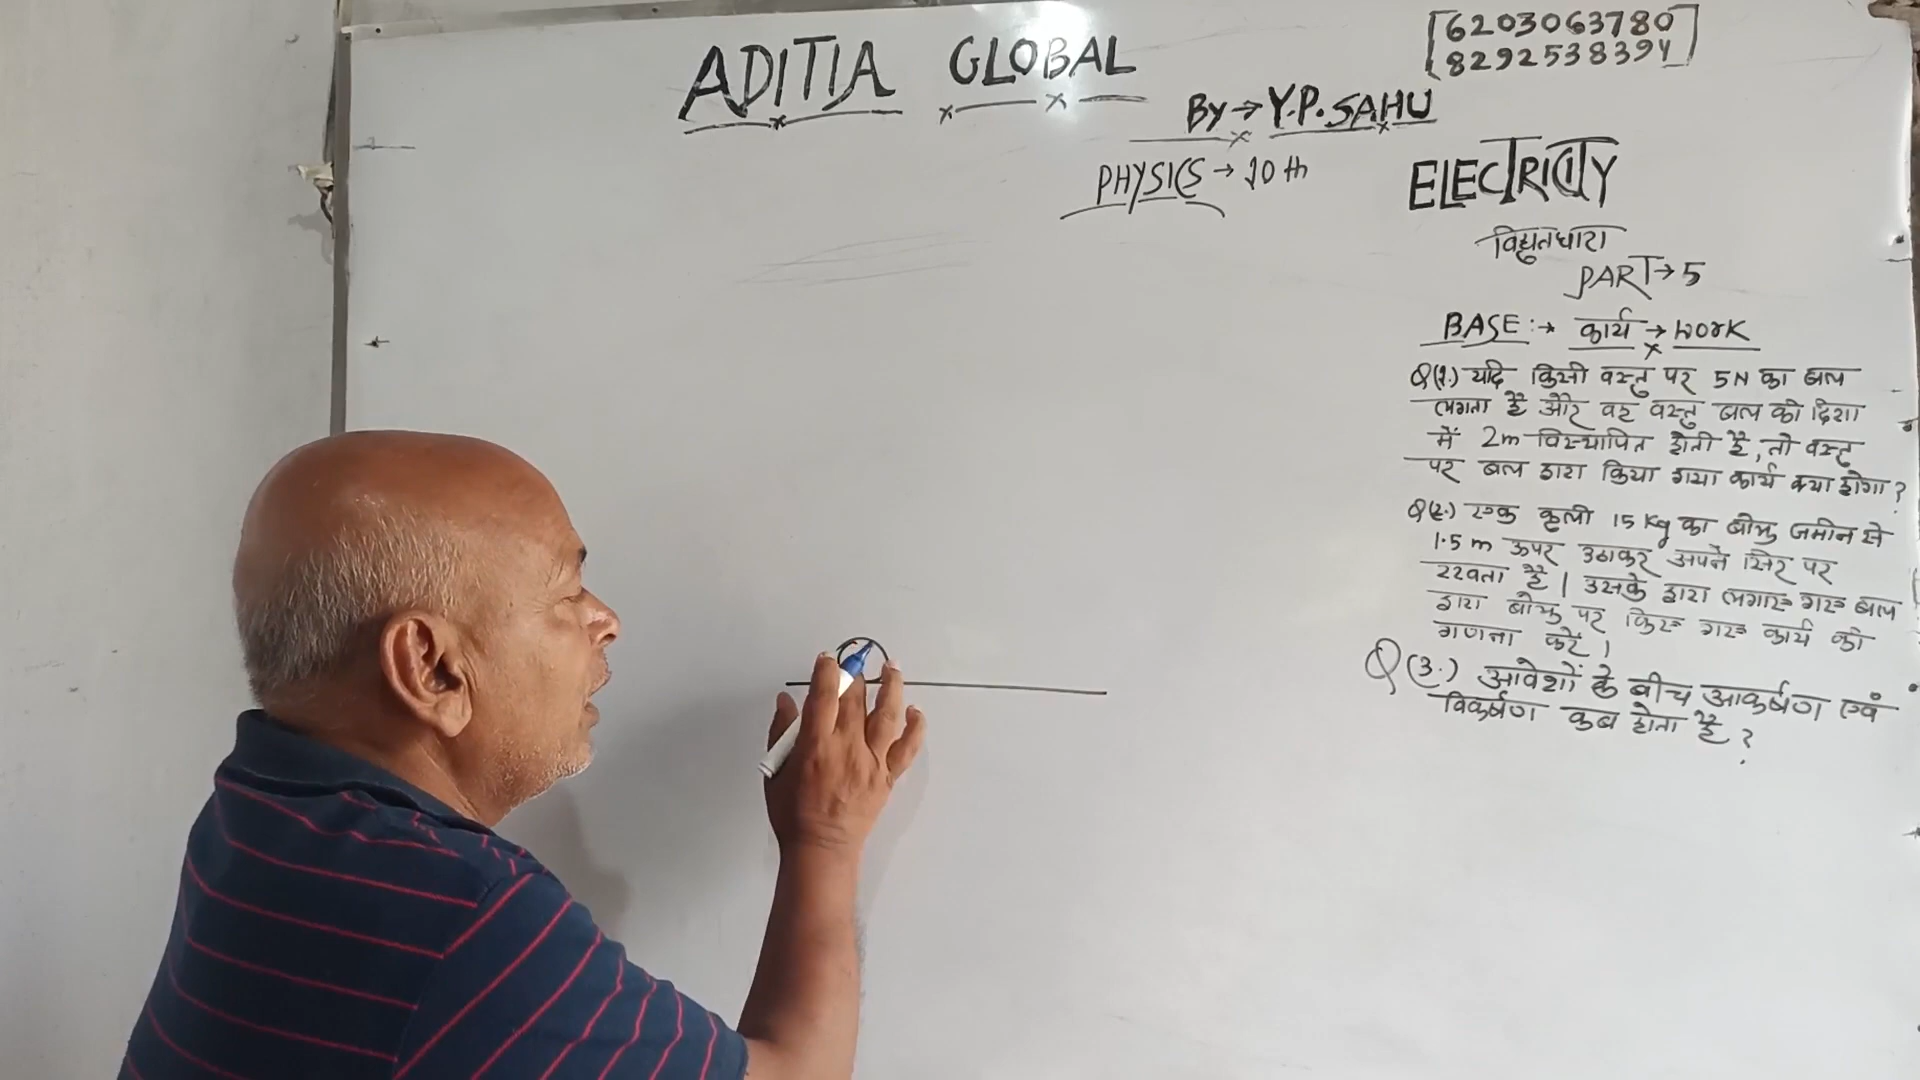 ADITIA GLOBAL
6203063780
8292538394
By → Y.P. SAHU
PHYSICS → 10 th
ELECTRICITY
विद्युतधारा
PART → 5
BASE :→ कार्य → WORK
Q(1.) यदि किसी वस्तु पर 5N का बल
लगता है और वह वस्तु बल की दिशा
में 2m विस्थापित होती है, तो वस्तु
पर बल द्वारा किया गया कार्य क्या होगा?
Q(2.) एक कुली 15 Kg का बोझ जमीन से
1.5 m ऊपर उठाकर अपने सिर पर
रखता है। उसके द्वारा लगाए गए बल
द्वारा बोझ पर किए गए कार्य की
गणना करें।
Q(3.) आवेशों के बीच आकर्षण एवं
विकर्षण कब होता है?